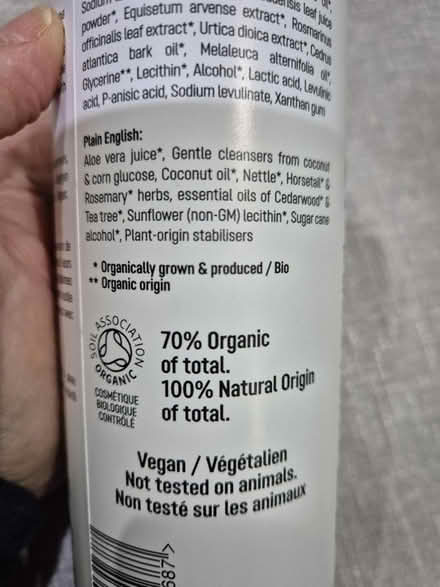 Sodium
densis leaf juice
powder*, Equisetum arvense extract*, Rosmarinus
officinalis leaf extract*, Urtica dioica extract*, Cedrus
atlantica bark oil*, Melaleuca alternifolia oil*,
Glycerine**, Lecithin*, Alcohol*, Lactic acid, Levulinic
acid, P-anisic acid, Sodium levulinate, Xanthan gum
Plain English:
Aloe vera juice*, Gentle cleansers from coconut
& corn glucose, Coconut oil*, Nettle*, Horsetail* &
Rosemary* herbs, essential oils of Cedarwood* &
Tea tree*, Sunflower (non-GM) lecithin*, Sugar cane
alcohol*, Plant-origin stabilisers
* Organically grown & produced / Bio
** Organic origin
SOIL ASSOCIATION
ORGANIC
COSMÉTIQUE
BIOLOGIQUE
CONTRÔLÉ
70% Organic
of total.
100% Natural Origin
of total.
Vegan / Végétalien
Not tested on animals.
Non testé sur les animaux
687